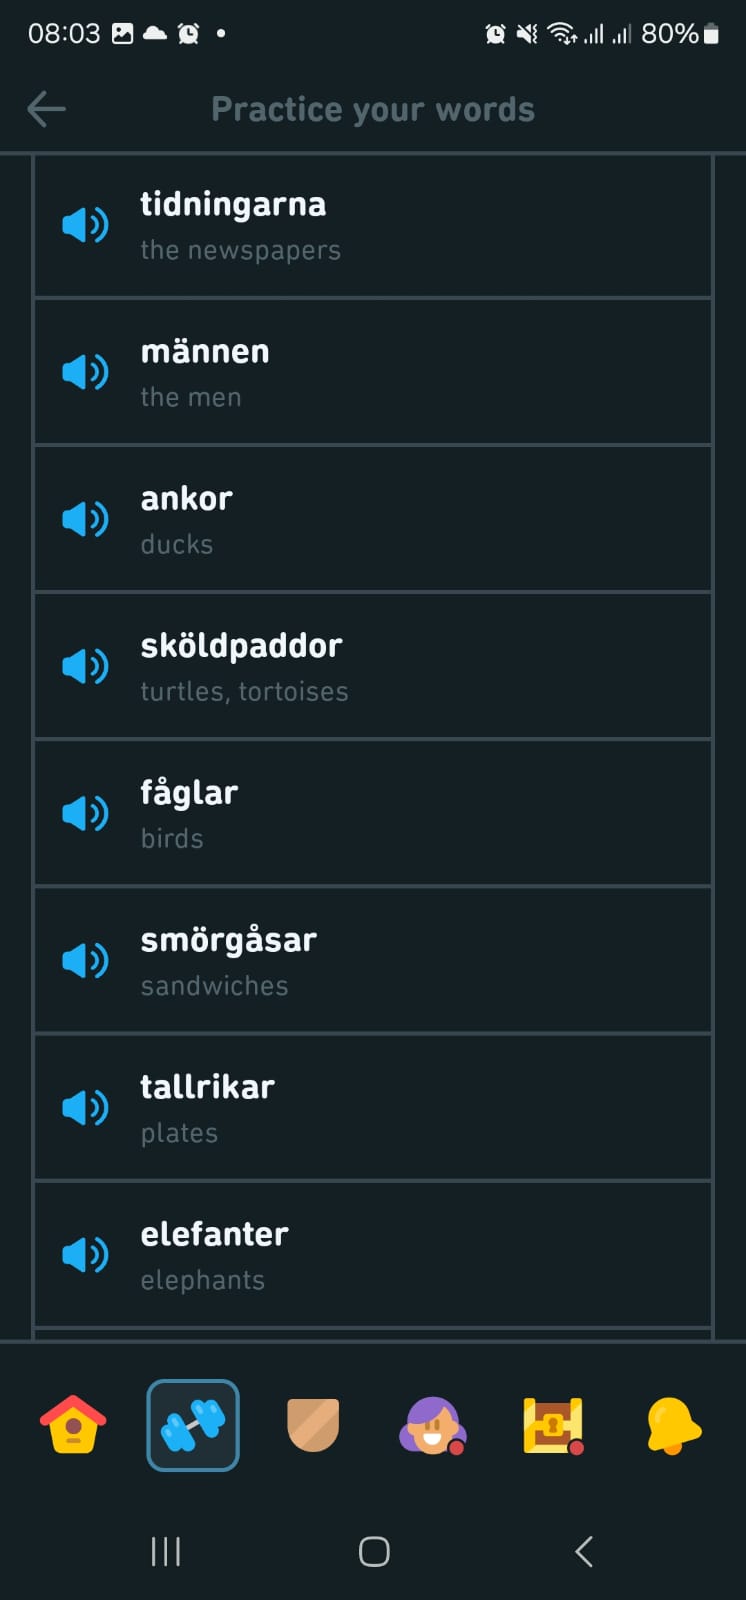 08:03
80%
Practice your words
tidningarna
the newspapers
männen
the men
ankor
ducks
sköldpaddor
turtles, tortoises
fåglar
birds
smörgåsar
sandwiches
tallrikar
plates
elefanter
elephants